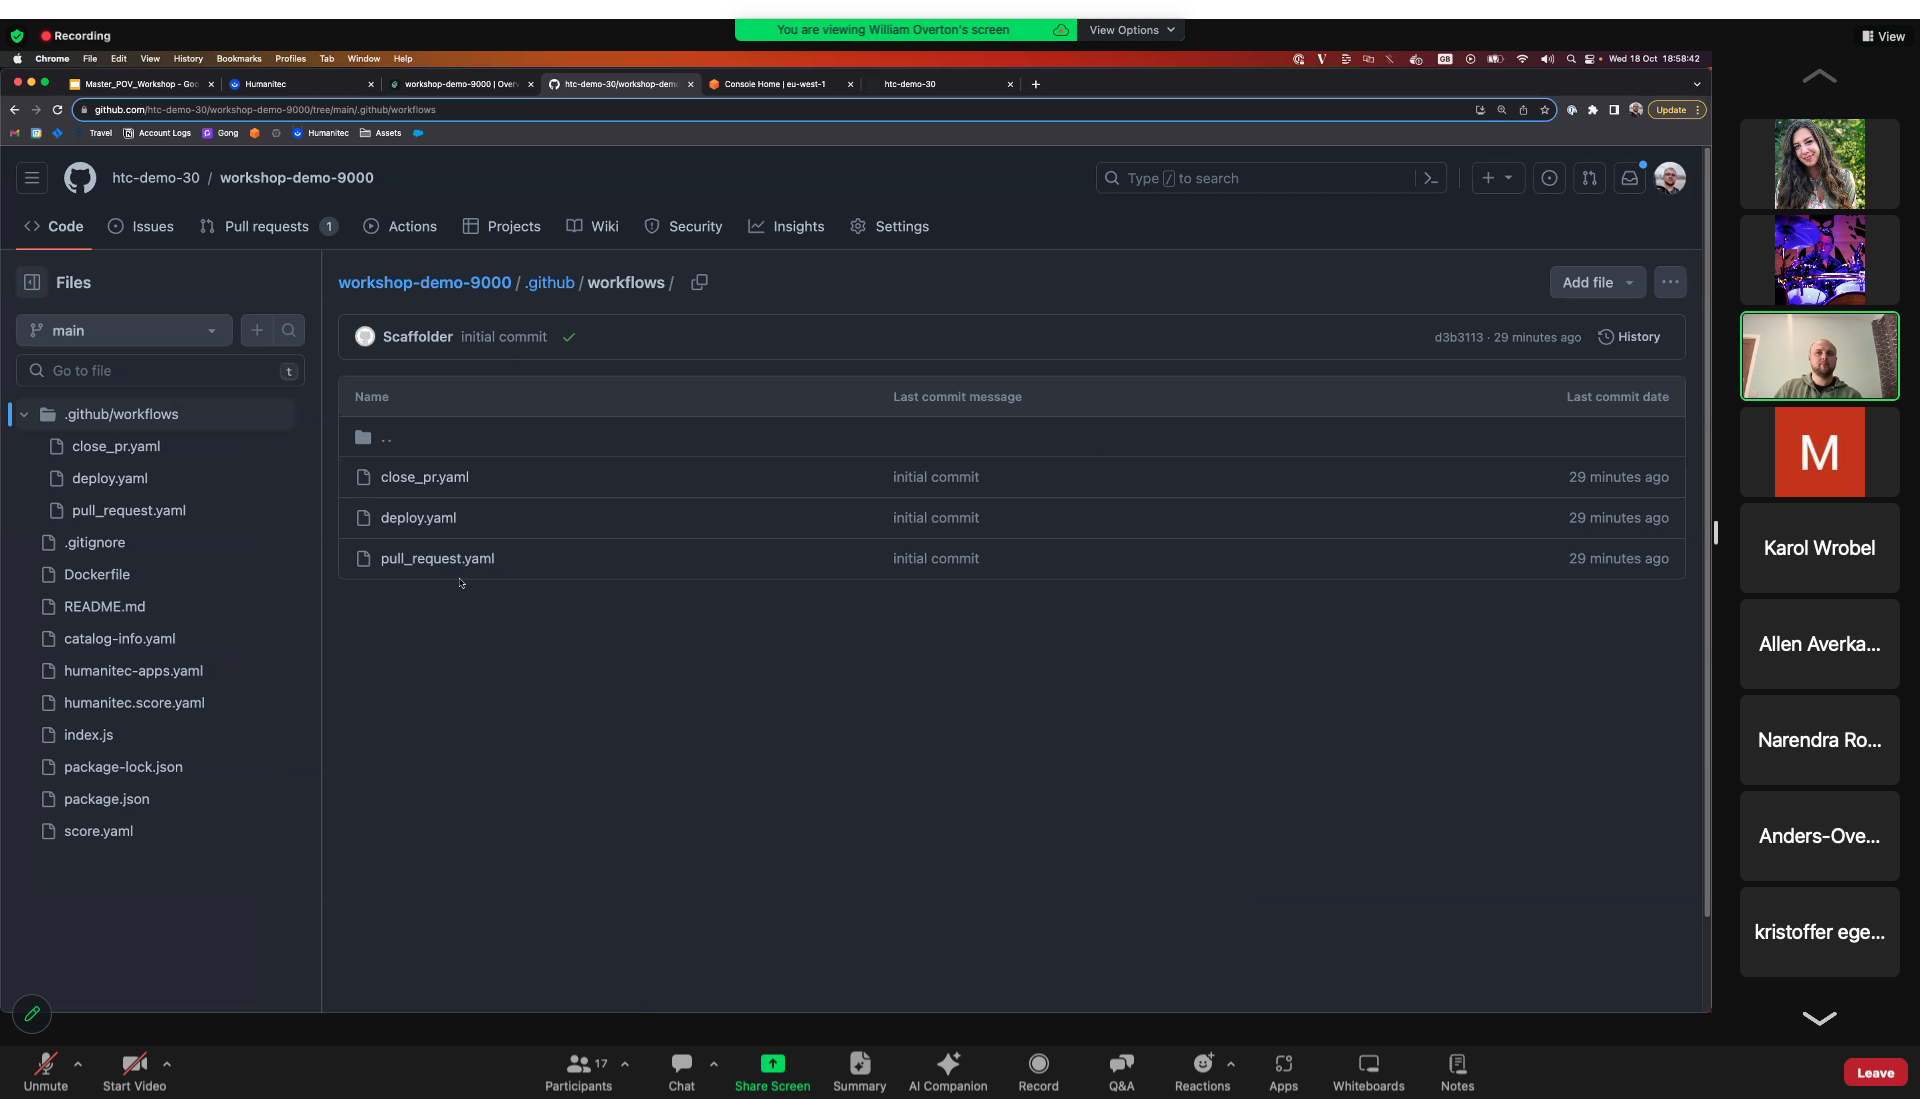 You are viewing William Overton's screen
View Options
Recording
View
Chrome File Edit View History Bookmarks Profiles Tab Window Help
GB
Wed 18 Oct 18:58:42
Master_POV_Workshop - Goo
Humanitec
workshop-demo-9000 | Over
htc-demo-30/workshop-demo
Console Home | eu-west-1
htc-demo-30
github.com/htc-demo-30/workshop-demo-9000/tree/main/.github/workflows
Update
Travel
Account Logs
Gong
Humanitec
Assets
htc-demo-30 / workshop-demo-9000
Type / to search
Code
Issues
Pull requests 1
Actions
Projects
Wiki
Security
Insights
Settings
Files
workshop-demo-9000 / .github / workflows /
Add file
main
Scaffolder initial commit
d3b3113 · 29 minutes ago
History
Go to file
t
Name Last commit message Last commit date
..
close_pr.yaml initial commit 29 minutes ago
deploy.yaml initial commit 29 minutes ago
pull_request.yaml initial commit 29 minutes ago
.github/workflows
close_pr.yaml
deploy.yaml
pull_request.yaml
.gitignore
Dockerfile
README.md
catalog-info.yaml
humanitec-apps.yaml
humanitec.score.yaml
index.js
package-lock.json
package.json
score.yaml
M
Karol Wrobel
Allen Averka...
Narendra Ro...
Anders-Ove...
kristoffer ege...
Unmute
Start Video
17
Participants
Chat
Share Screen
Summary
AI Companion
Record
Q&A
Reactions
Apps
Whiteboards
Notes
Leave